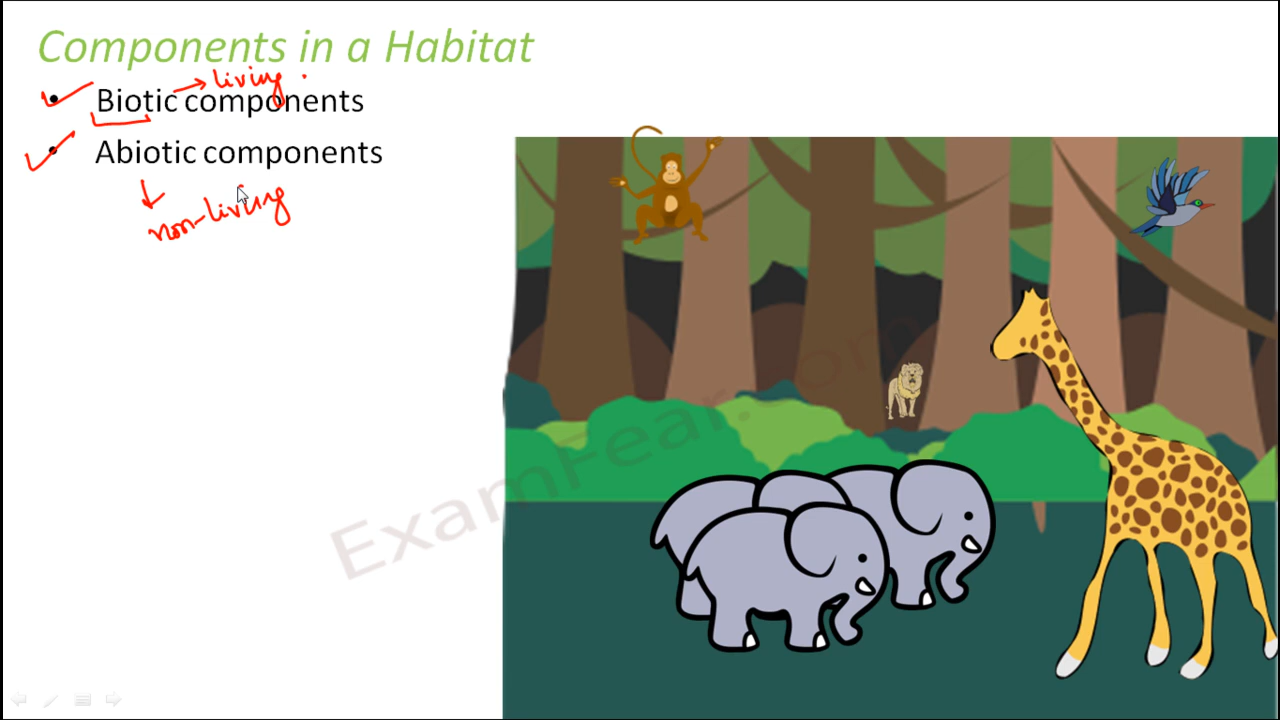 Components in a Habitat
→ living
• Biotic components
• Abiotic components
non-living
ExamFear.com